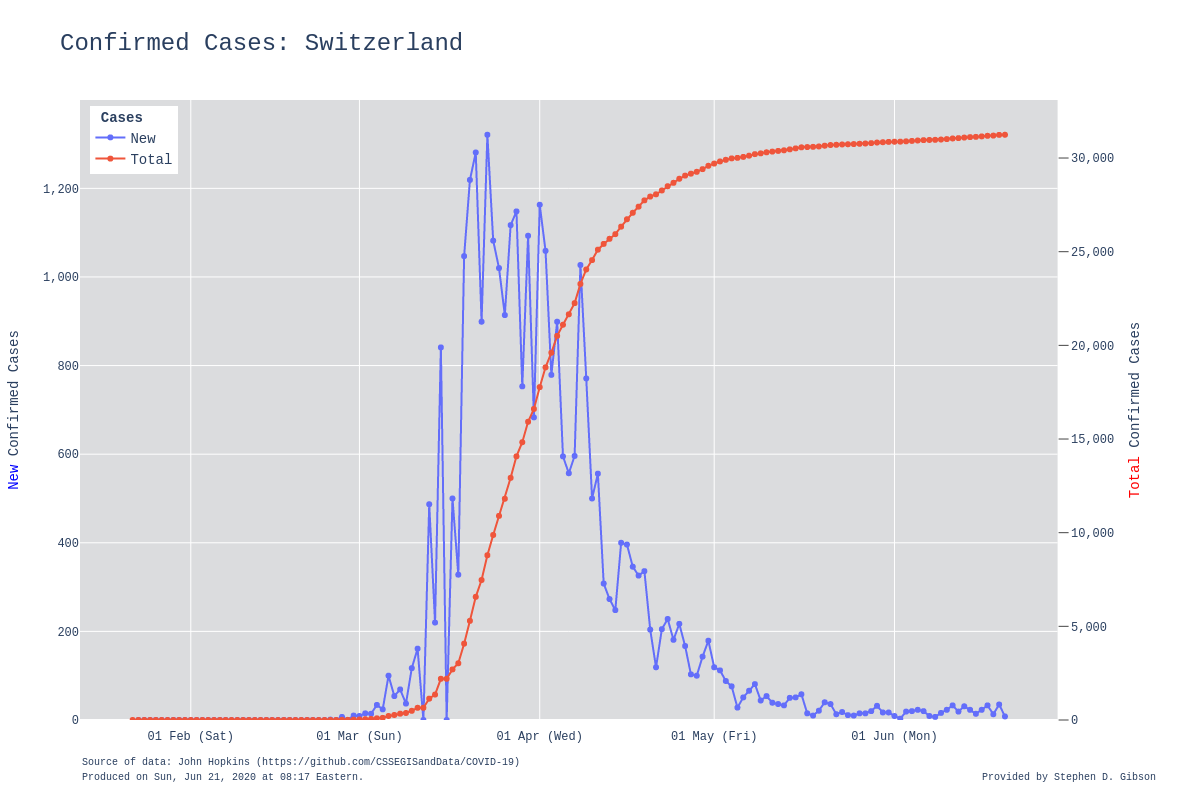 Confirmed Cases: Switzerland
Cases
New
Total
1,200
1,000
800
600
400
200
0
New Confirmed Cases
30,000
25,000
20,000
15,000
10,000
5,000
0
Total Confirmed Cases
01 Feb (Sat)
01 Mar (Sun)
01 Apr (Wed)
01 May (Fri)
01 Jun (Mon)
Source of data: John Hopkins (https://github.com/CSSEGISandData/COVID-19)
Produced on Sun, Jun 21, 2020 at 08:17 Eastern.
Provided by Stephen D. Gibson